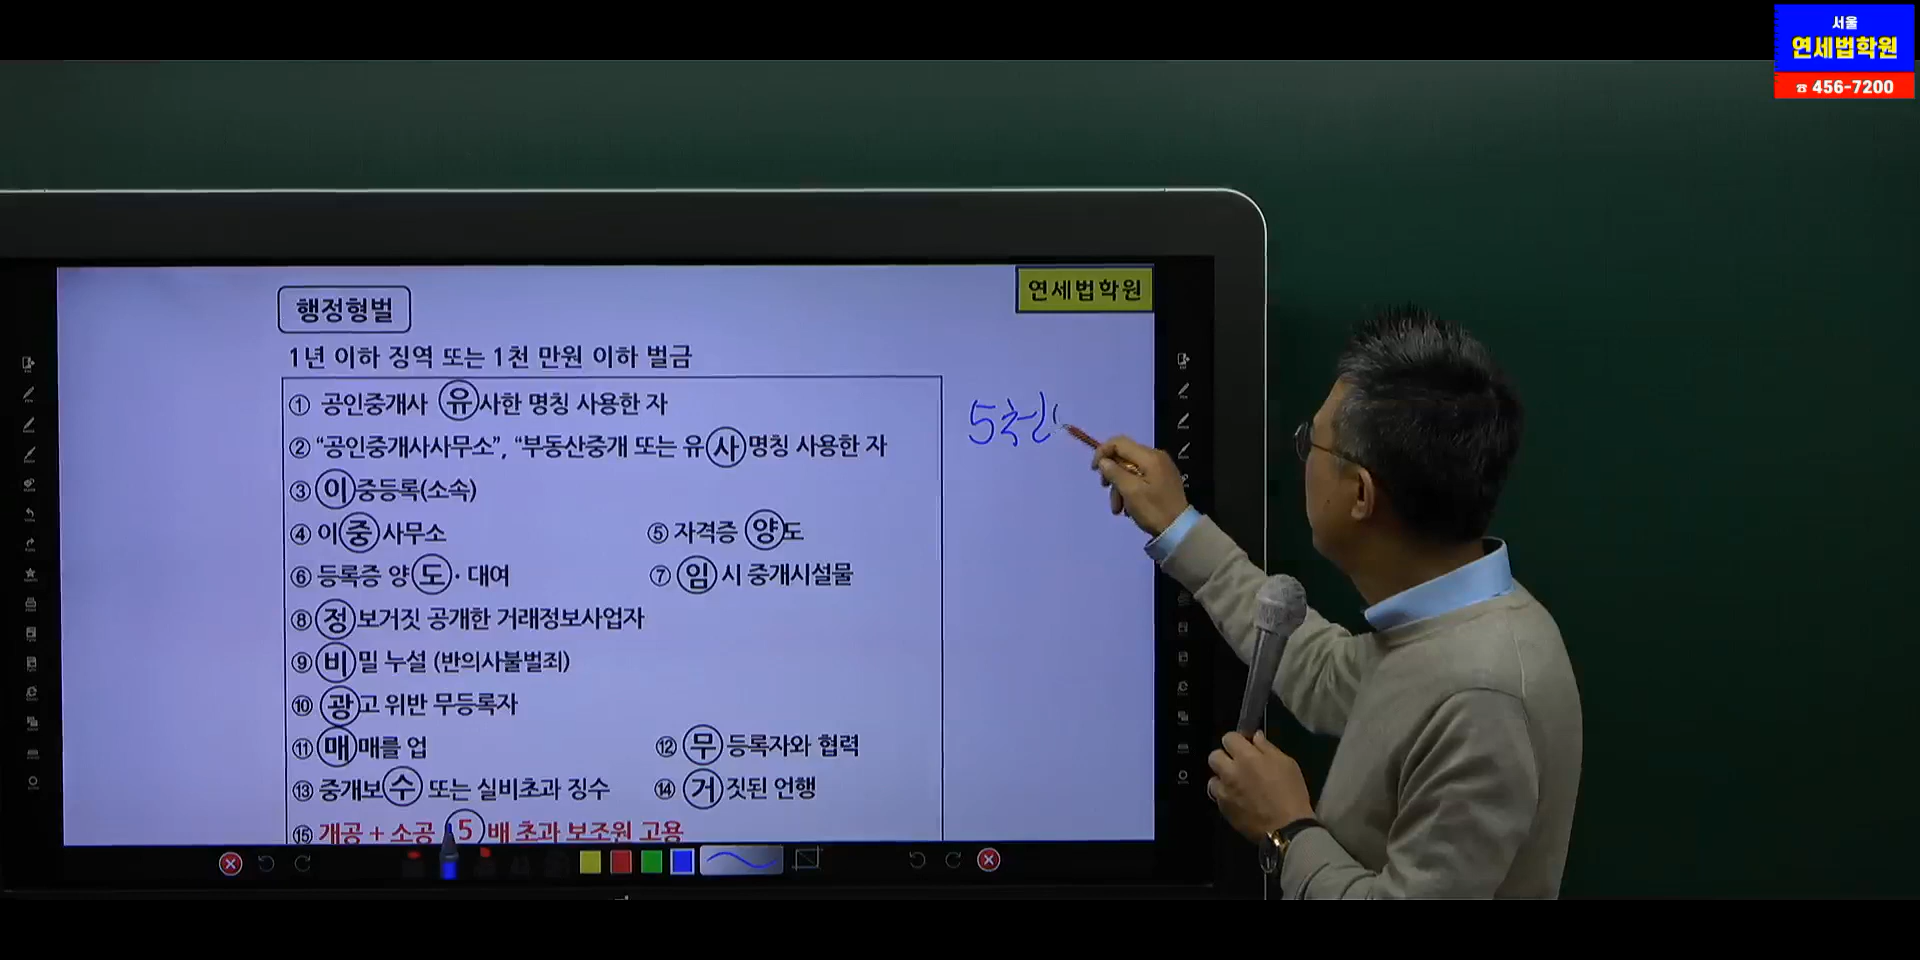 서울
연세법학원
☎ 456-7200
연세법학원
행정형벌
1년 이하 징역 또는 1천 만원 이하 벌금
① 공인중개사 유사한 명칭 사용한 자
② “공인중개사사무소”, “부동산중개 또는 유사명칭 사용한 자
③ 이중등록(소속)
④ 이중사무소 ⑤ 자격증 양도
⑥ 등록증 양도·대여 ⑦ 임시 중개시설물
⑧ 정보거짓 공개한 거래정보사업자
⑨ 비밀 누설 (반의사불벌죄)
⑩ 광고 위반 무등록자
⑪ 매매를 업 ⑫ 무등록자와 협력
⑬ 중개보수 또는 실비초과 징수 ⑭ 거짓된 언행
⑮ 개공 + 소공 5배 초과 보조원 고용
5천